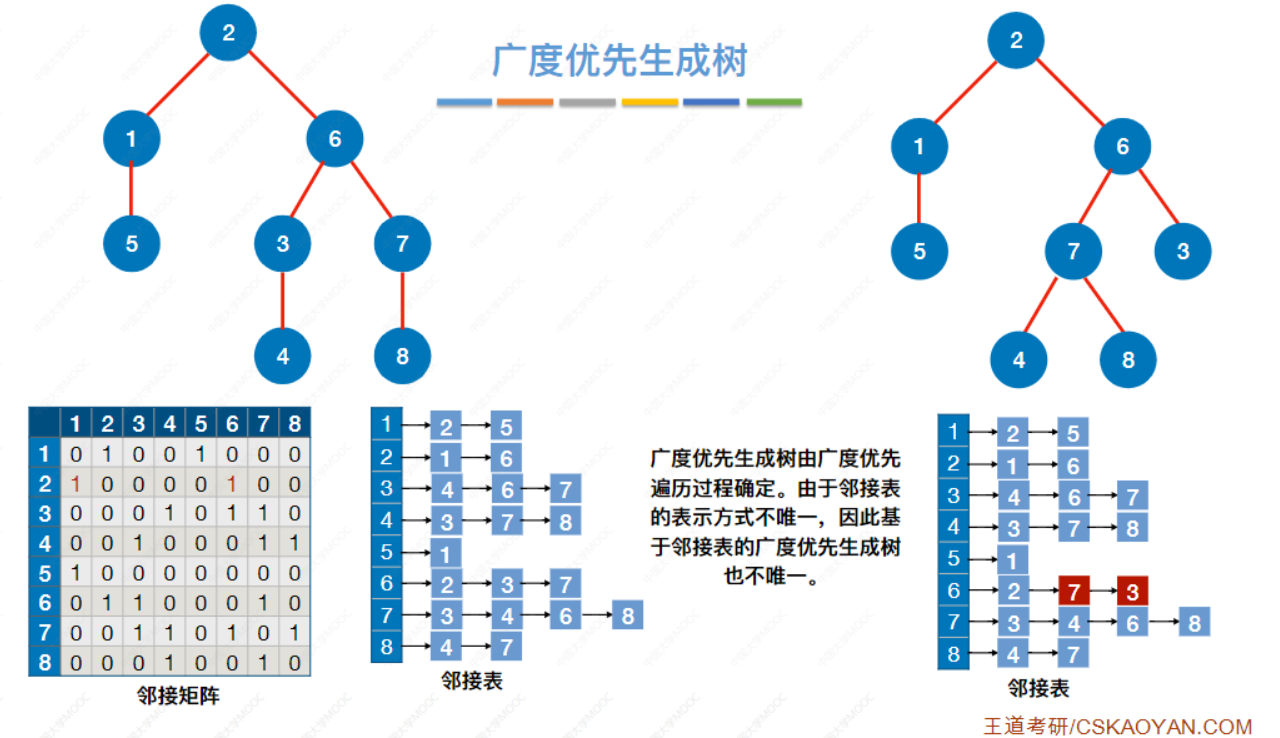 广度优先生成树
2
1
6
5
3
7
4
8
2
1
6
5
7
3
4
8
1 2 3 4 5 6 7 8
1 0 1 0 0 1 0 0 0
2 1 0 0 0 0 1 0 0
3 0 0 0 1 0 1 1 0
4 0 0 1 0 0 0 1 1
5 1 0 0 0 0 0 0 0
6 0 1 1 0 0 0 1 0
7 0 0 1 1 0 1 0 1
8 0 0 0 1 0 0 1 0
邻接矩阵
1 2 5
2 1 6
3 4 6 7
4 3 7 8
5 1
6 2 3 7
7 3 4 6 8
8 4 7
邻接表
广度优先生成树由广度优先
遍历过程确定。由于邻接表
的表示方式不唯一，因此基
于邻接表的广度优先生成树
也不唯一。
1 2 5
2 1 6
3 4 6 7
4 3 7 8
5 1
6 2 7 3
7 3 4 6 8
8 4 7
邻接表
王道考研/CSKAOYAN.COM